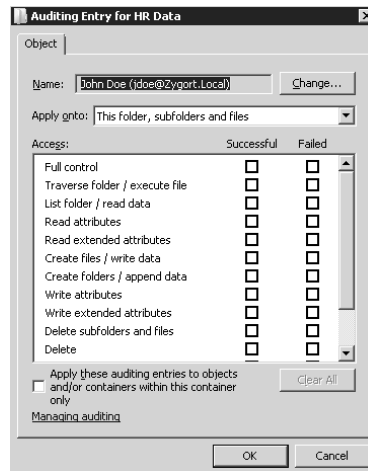 Auditing Entry for HR Data
Object
Name: John Doe (jdoe@Zygort.Local) Change...
Apply onto: This folder, subfolders and files
Access: Successful Failed
Full control
Traverse folder / execute file
List folder / read data
Read attributes
Read extended attributes
Create files / write data
Create folders / append data
Write attributes
Write extended attributes
Delete subfolders and files
Delete
Apply these auditing entries to objects
and/or containers within this container
only
Clear All
Managing auditing
OK Cancel